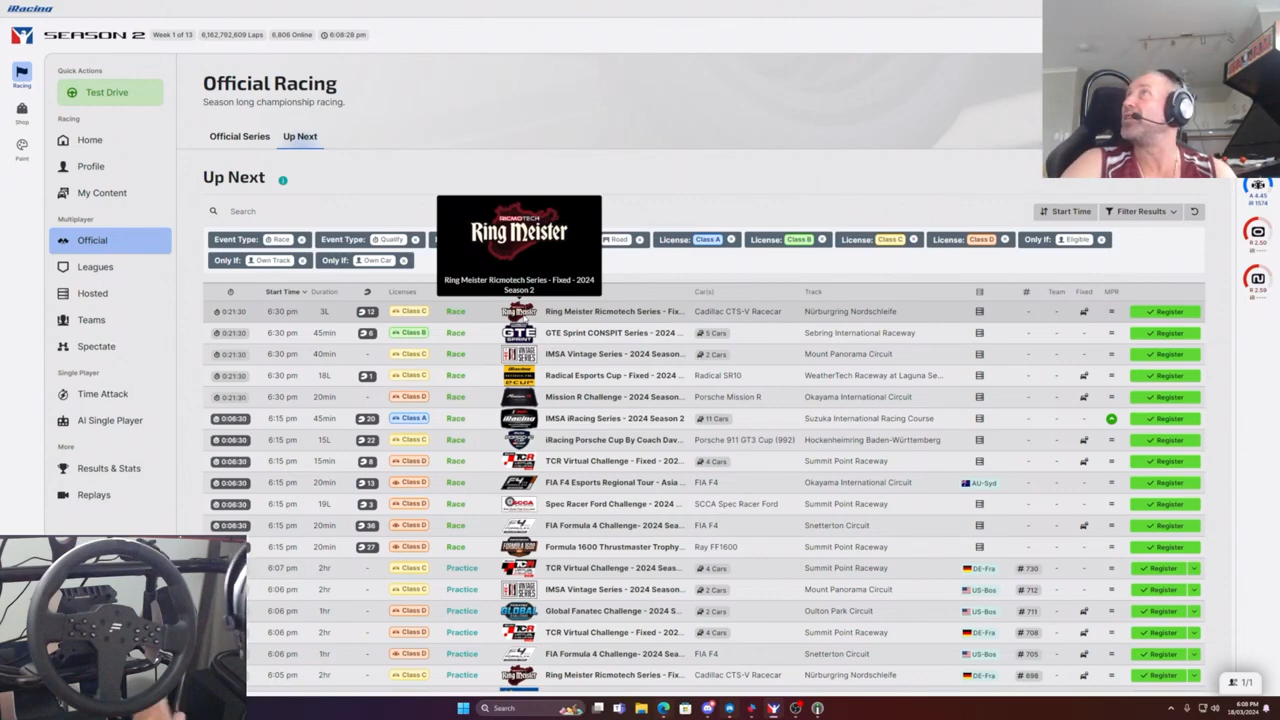 iRacing
SEASON 2 Week 1 of 13 6,162,792,609 Laps 6,806 Online 6:08:28 pm
Racing
Shop
Paint
Quick Actions
Test Drive
Racing
Home
Profile
My Content
Multiplayer
Official
Leagues
Hosted
Teams
Spectate
Single Player
Time Attack
AI Single Player
More
Results & Stats
Replays
Official Racing
Season long championship racing.
Official Series Up Next
Up Next
Search Start Time Filter Results
Event Type: Race Event Type: Qualify Road License: Class A License: Class B License: Class C License: Class D Only If: Eligible
Only If: Own Track Only If: Own Car
RICMOTECH
Ring Meister
Ring Meister Ricmotech Series - Fixed - 2024
Season 2
Start Time Duration Licenses Car(s) Track # Team Fixed MPR
0:21:30 6:30 pm 3L 12 Class C Race Ring Meister Ricmotech Series - Fix... Cadillac CTS-V Racecar Nürburgring Nordschleife - - = Register
0:21:30 6:30 pm 45min 6 Class B Race GTE Sprint CONSPIT Series - 2024 ... 5 Cars Sebring International Raceway - - - = Register
0:21:30 6:30 pm 40min - Class C Race IMSA Vintage Series - 2024 Season... 2 Cars Mount Panorama Circuit - - - = Register
0:21:30 6:30 pm 18L 1 Class C Race Radical Esports Cup - Fixed - 2024 ... Radical SR10 WeatherTech Raceway at Laguna Se... - - = Register
0:21:30 6:30 pm 20min - Class D Race Mission R Challenge - 2024 Season... Porsche Mission R Okayama International Circuit - - = Register
0:06:30 6:15 pm 45min 20 Class A Race IMSA iRacing Series - 2024 Season 2 11 Cars Suzuka International Racing Course - - - Register
0:06:30 6:15 pm 15L 22 Class C Race iRacing Porsche Cup By Coach Dav... Porsche 911 GT3 Cup (992) Hockenheimring Baden-Württemberg - - = Register
0:06:30 6:15 pm 15min 8 Class D Race TCR Virtual Challenge - Fixed - 202... 4 Cars Summit Point Raceway - - = Register
0:06:30 6:15 pm 20min 13 Class D Race FIA F4 Esports Regional Tour - Asia ... FIA F4 Okayama International Circuit AU-Syd - - = Register
0:06:30 6:15 pm 19L 3 Class D Race Spec Racer Ford Challenge - 2024 ... SCCA Spec Racer Ford Summit Point Raceway - - = Register
0:06:30 6:15 pm 20min 36 Class D Race FIA Formula 4 Challenge - 2024 Sea... FIA F4 Snetterton Circuit - - = Register
0:06:30 6:15 pm 20min 27 Class D Race Formula 1600 Thrustmaster Trophy... Ray FF1600 Summit Point Raceway - - - = Register
6:07 pm 2hr - Class C Practice TCR Virtual Challenge - 2024 Seas... 4 Cars Summit Point Raceway DE-Fra # 730 - - = Register
6:06 pm 2hr - Class C Practice IMSA Vintage Series - 2024 Season... 2 Cars Mount Panorama Circuit US-Bos # 712 - - = Register
6:06 pm 2hr - Class D Practice Global Fanatec Challenge - 2024 S... 2 Cars Oulton Park Circuit US-Bos # 711 - = Register
6:06 pm 2hr - Class D Practice TCR Virtual Challenge - Fixed - 202... 4 Cars Summit Point Raceway DE-Fra # 708 - = Register
6:06 pm 1hr - Class D Practice FIA Formula 4 Challenge - 2024 Sea... FIA F4 Snetterton Circuit US-Bos # 705 - = Register
6:05 pm 2hr - Class C Practice Ring Meister Ricmotech Series - Fix... Cadillac CTS-V Racecar Nürburgring Nordschleife DE-Fra # 698 - = Register
A 4.45
iR 1574
R 2.50
R 2.59
1/1
Search
6:08 PM
18/03/2024